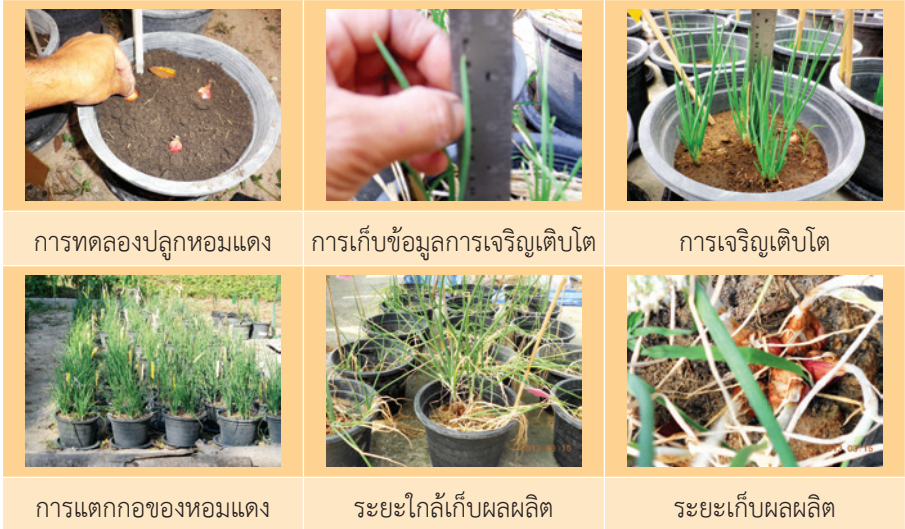 การทดลองปลูกหอมแดง
การเก็บข้อมูลการเจริญเติบโต
การเจริญเติบโต
การแตกกอของหอมแดง
ระยะใกล้เก็บผลผลิต
ระยะเก็บผลผลิต